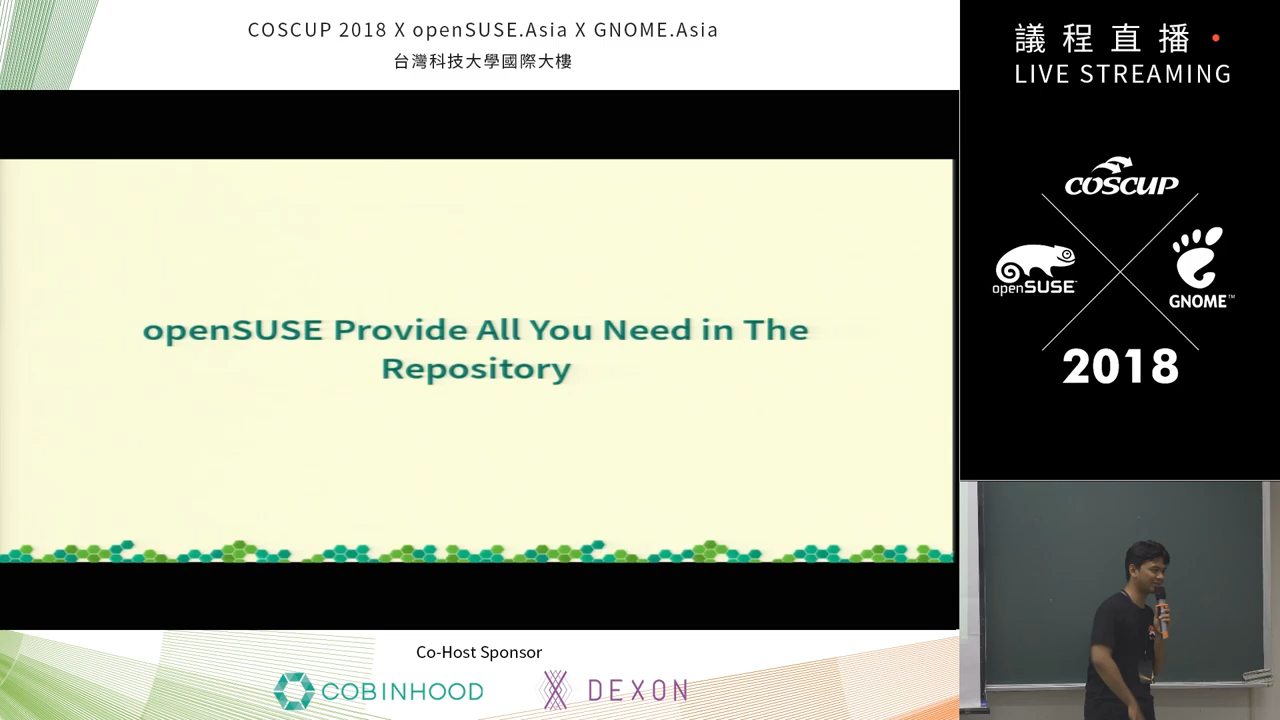 COSCUP 2018 X openSUSE.Asia X GNOME.Asia
台灣科技大學國際大樓
openSUSE Provide All You Need in The
Repository
Co-Host Sponsor
COBINHOOD
DEXON
議程直播
LIVE STREAMING
COSCUP
openSUSE
GNOME™
2018